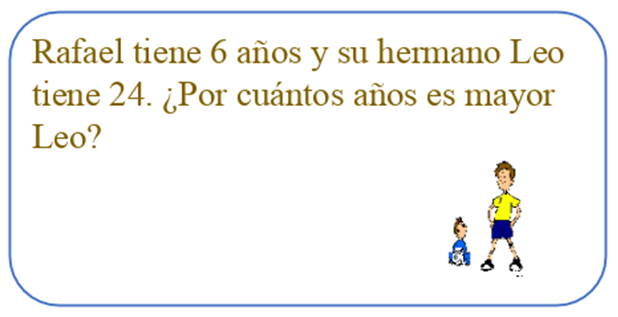 Rafael tiene 6 años y su hermano Leo
tiene 24. ¿Por cuántos años es mayor
Leo?